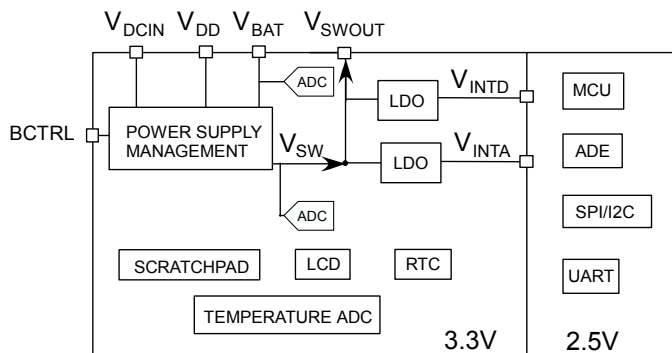 VDCIN VDD VBAT VSWOUT
ADC
LDO VINTD MCU
BCTRL POWER SUPPLY
MANAGEMENT VSW LDO VINTA ADE
ADC SPI/I2C
SCRATCHPAD LCD RTC UART
TEMPERATURE ADC
3.3V 2.5V